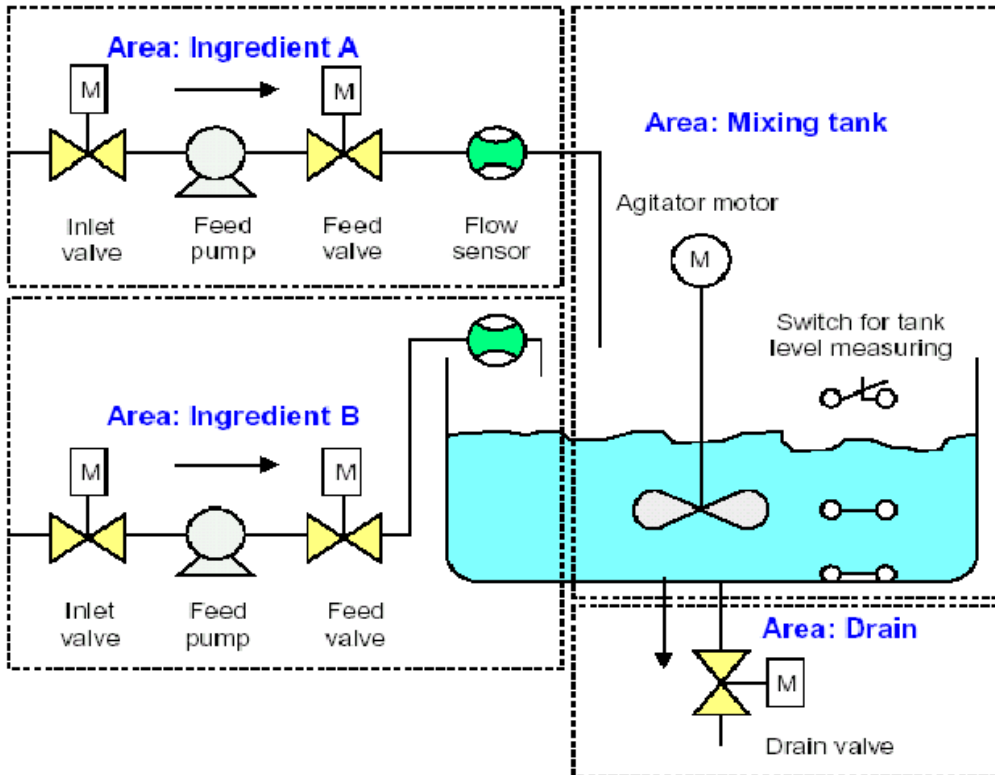 Area: Ingredient A
M
M
Inlet
valve
Feed
pump
Feed
valve
Flow
sensor
Area: Mixing tank
Agitator motor
M
Switch for tank
level measuring
Area: Ingredient B
M
M
Inlet
valve
Feed
pump
Feed
valve
Area: Drain
M
Drain valve